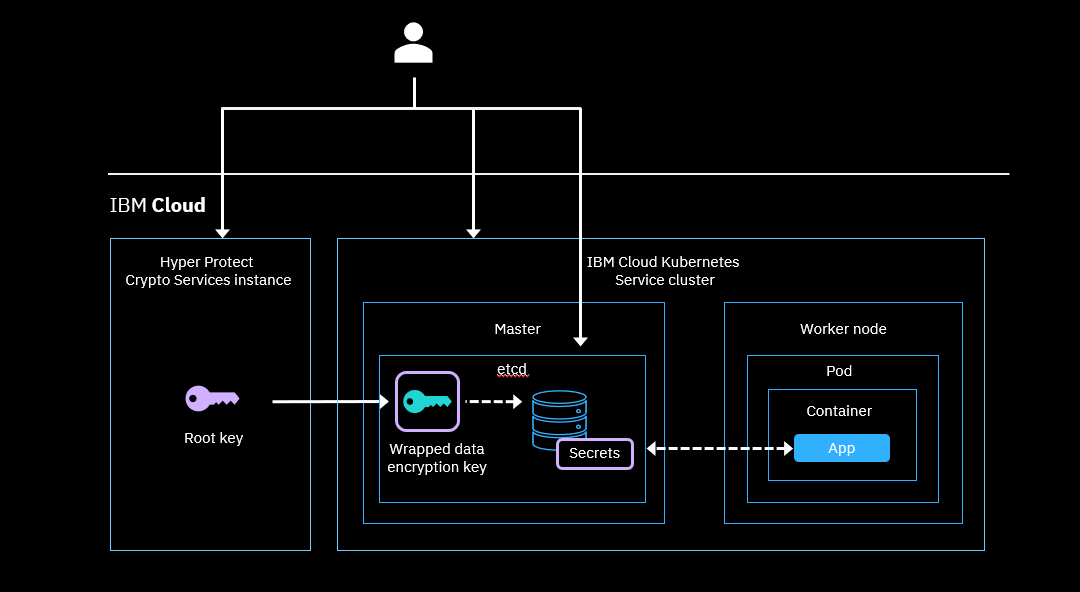 IBM Cloud
Hyper Protect
Crypto Services instance
IBM Cloud Kubernetes
Service cluster
Master
Worker node
etcd
Pod
Container
App
Root key
Wrapped data
encryption key
Secrets